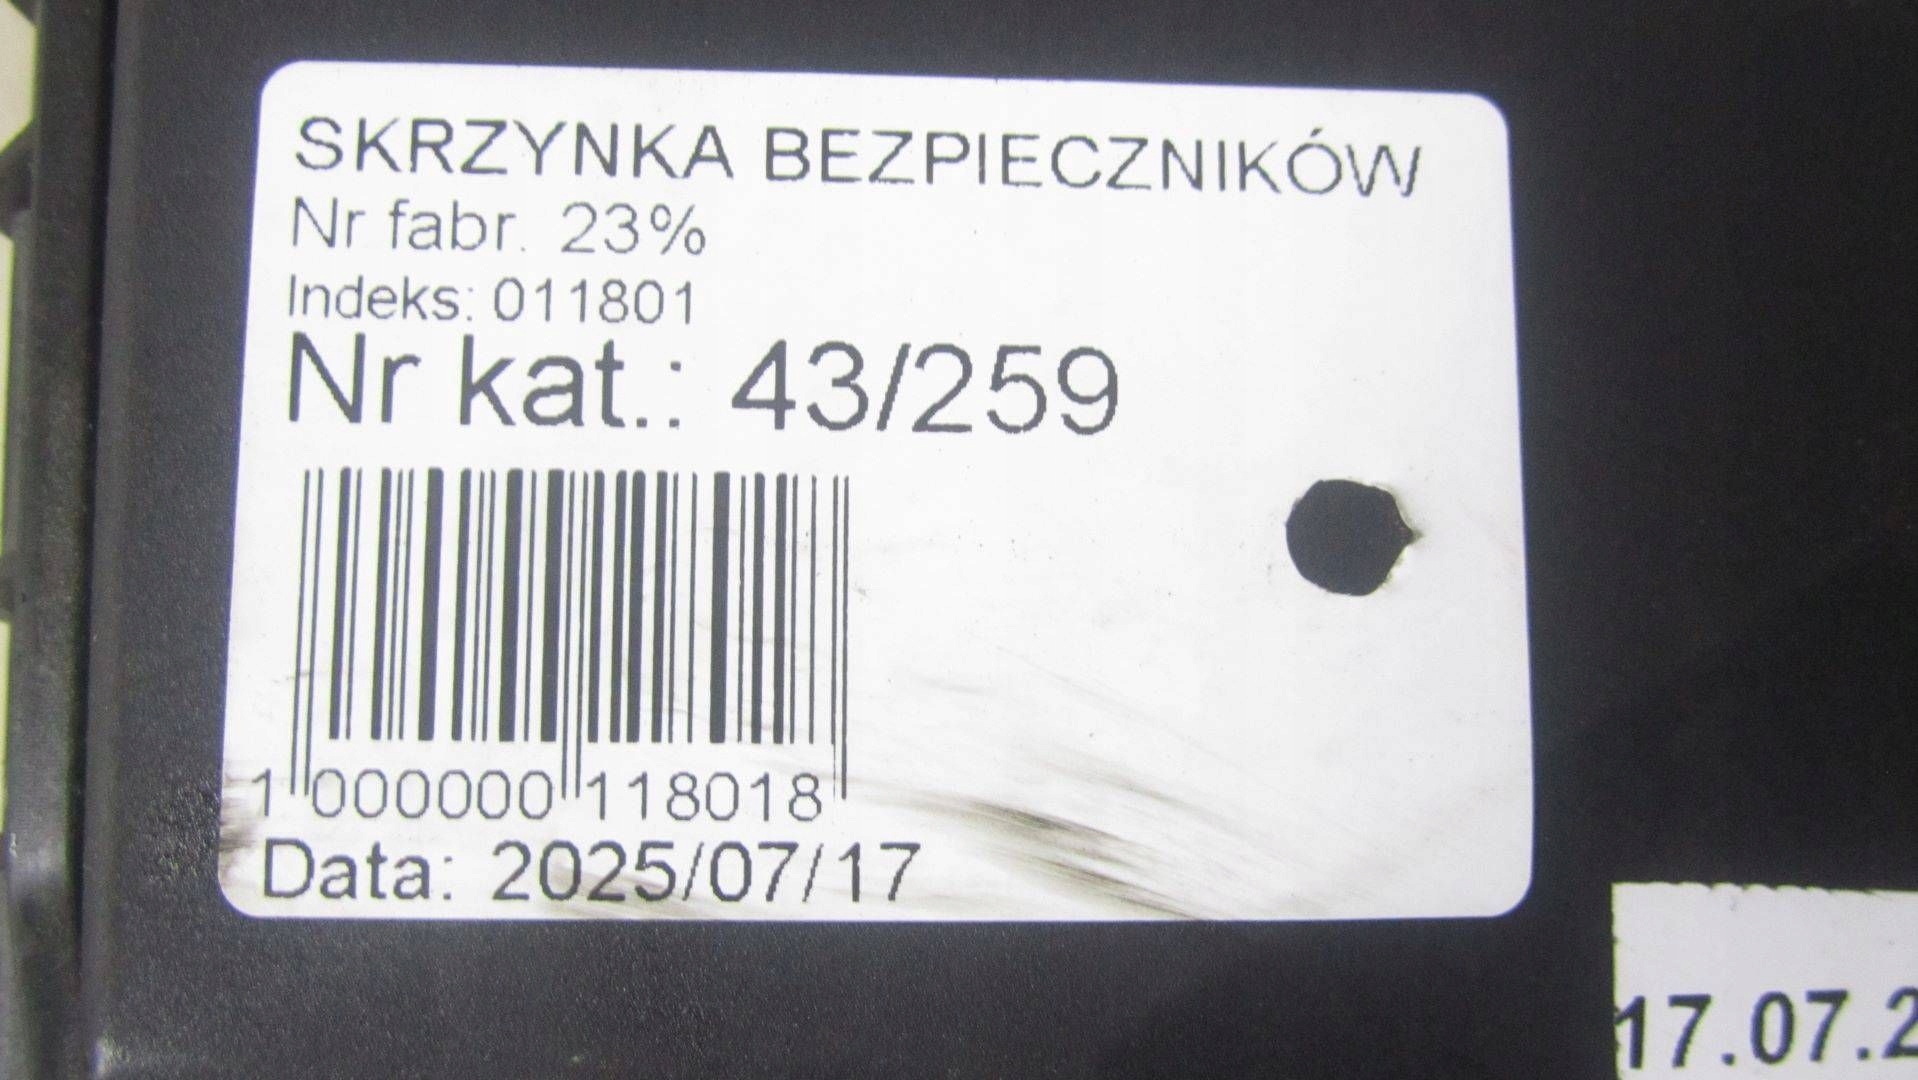 SKRZYNKA BEZPIECZNIKÓW
Nr fabr. 23%
Indeks: 011801
Nr kat.: 43/259
1 000000 118018
Data: 2025/07/17
17.07.2